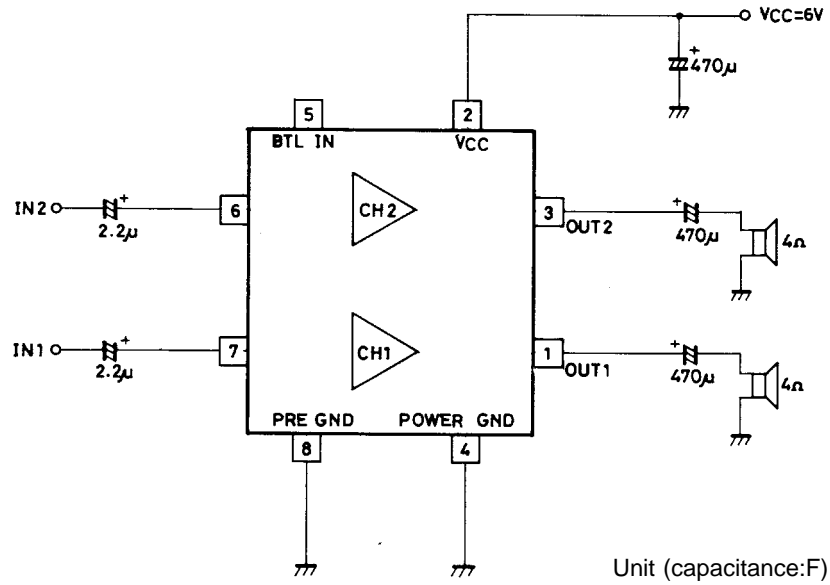 VCC=6V
+
470μ
5
2
BTL IN
VCC
IN2
+
2.2μ
6
CH2
3
OUT2
+
470μ
4Ω
IN1
+
2.2μ
7
CH1
1
OUT1
+
470μ
4Ω
PRE GND
POWER GND
8
4
Unit (capacitance:F)